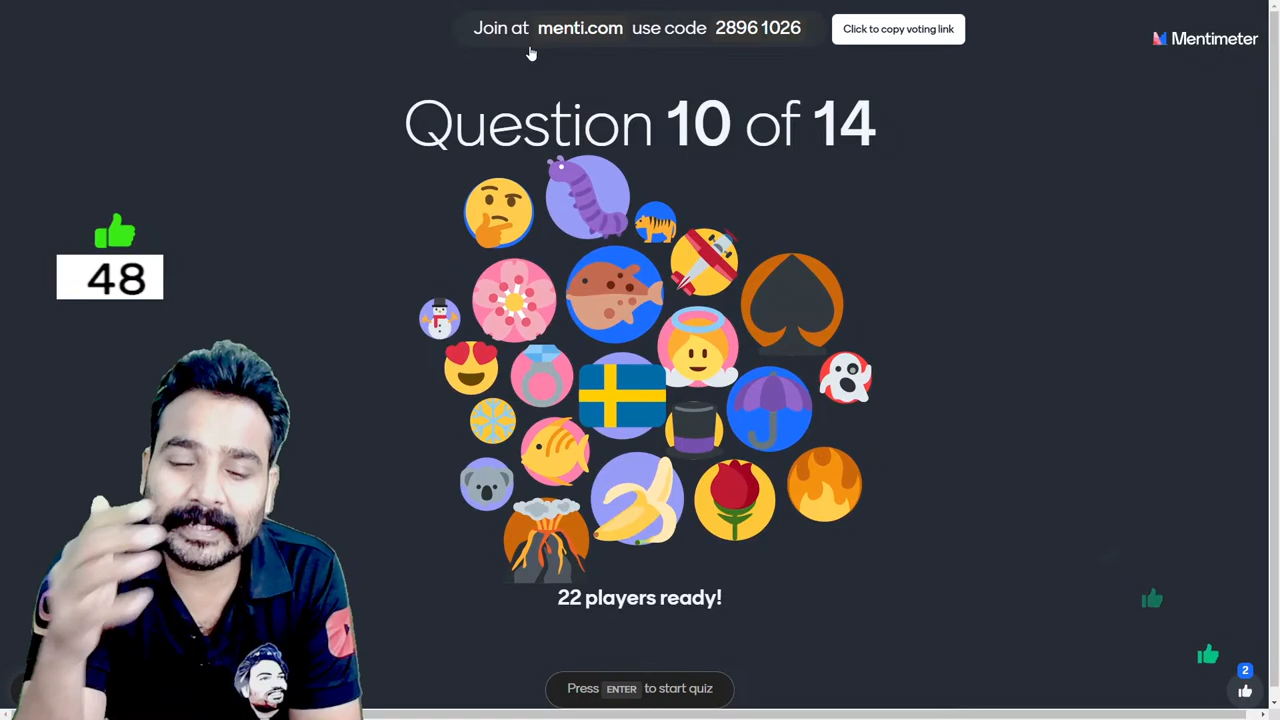 Join at menti.com use code 2896 1026
Click to copy voting link
Mentimeter
Question 10 of 14
48
22 players ready!
Press ENTER to start quiz
2